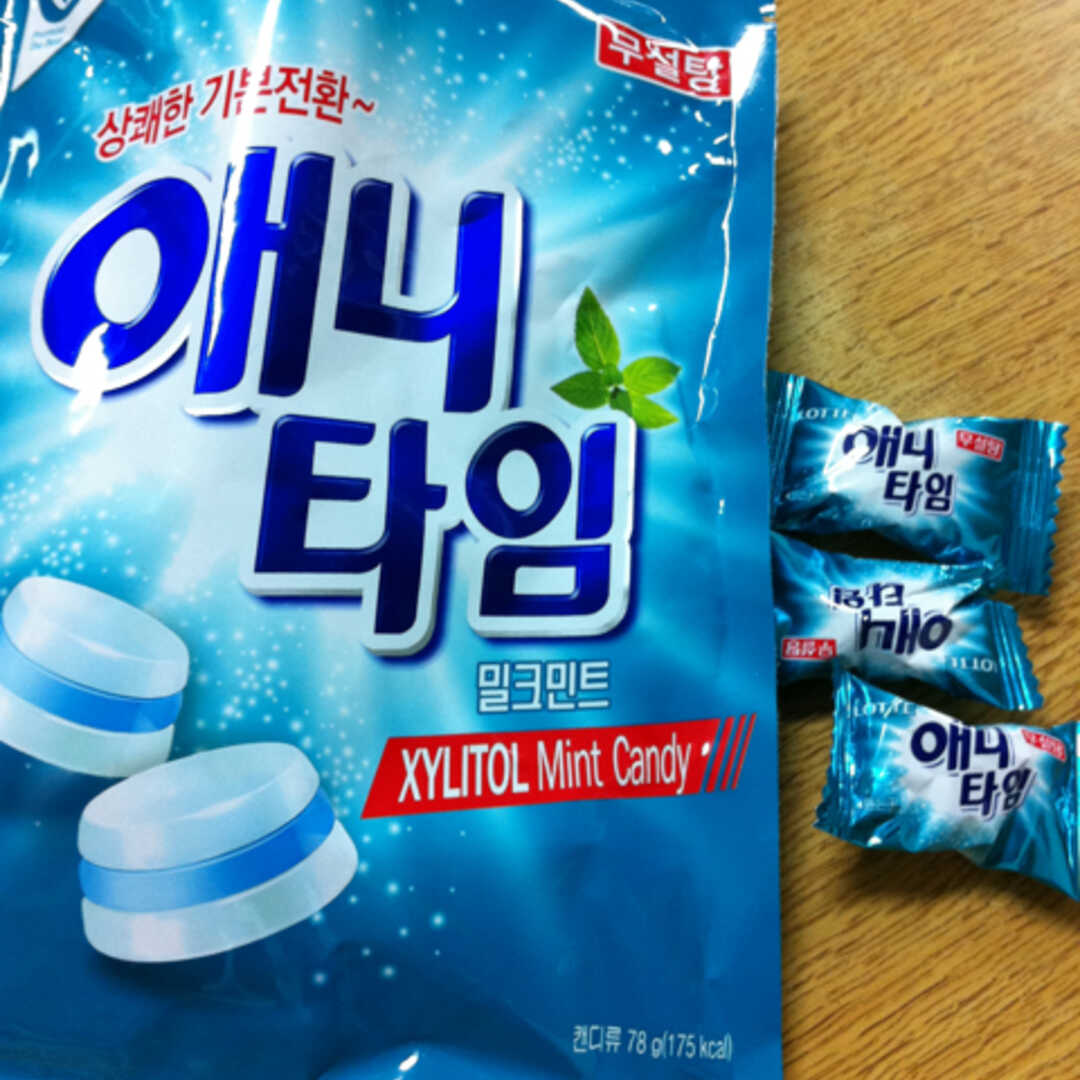 무설탕
상쾌한 기분전환~
애니
타임
밀크민트
XYLITOL Mint Candy
캔디류 78 g(175 kcal)
LOTTE
애니
타임
무설탕
LOTTE
애니
타임
무설탕
LOTTE
애니
타임
무설탕